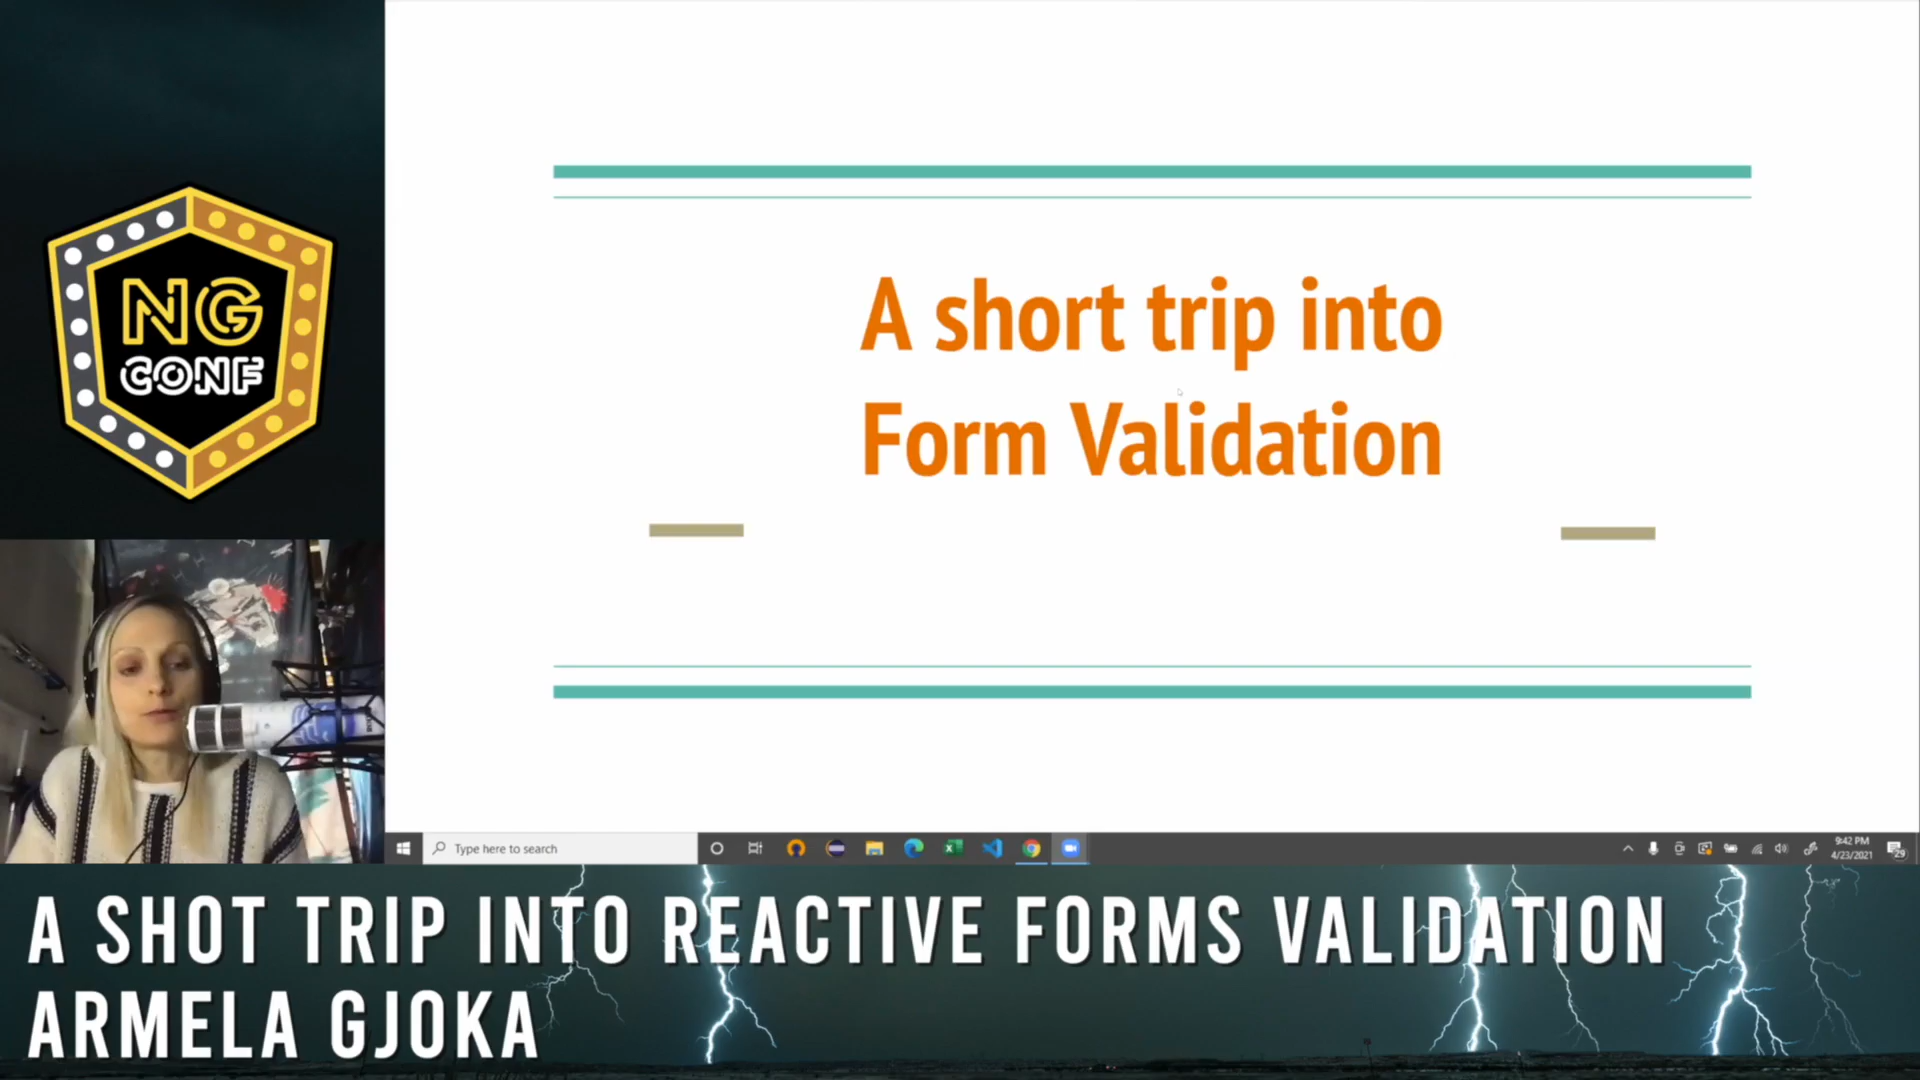 NG
CONF
A short trip into
Form Validation
Type here to search
9:42 PM
4/23/2021
29
A SHOT TRIP INTO REACTIVE FORMS VALIDATION
ARMELA GJOKA